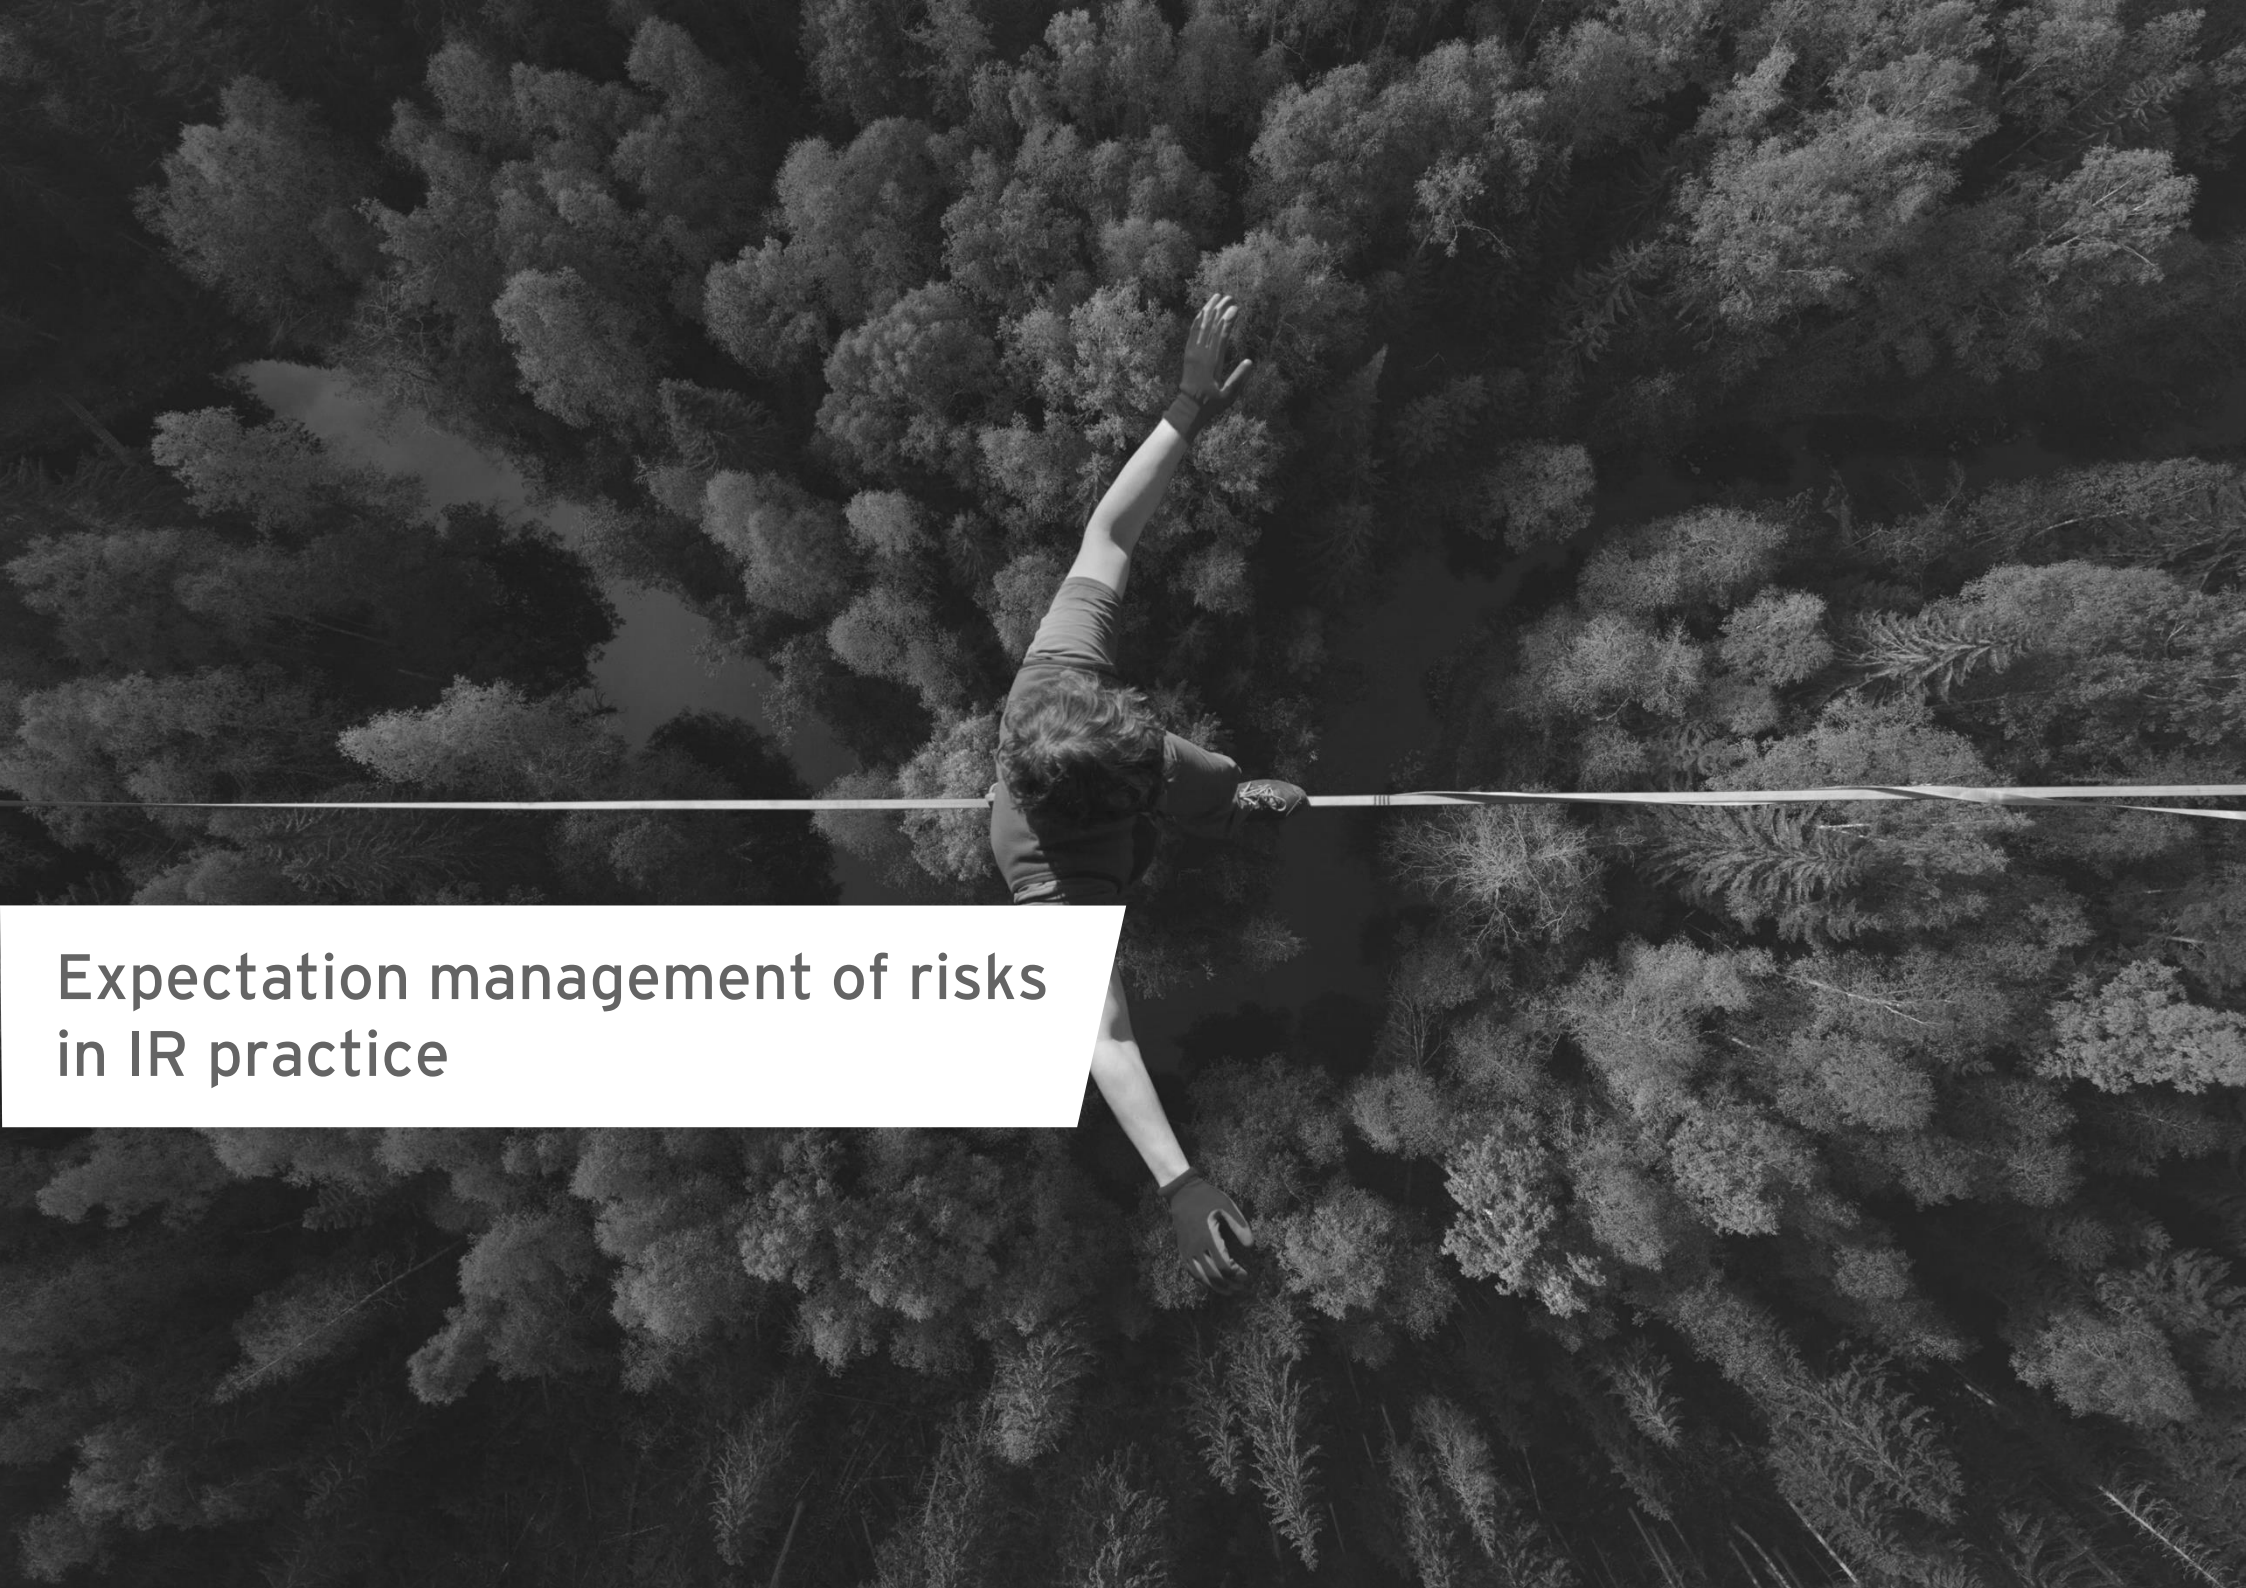 Expectation management of risks
in IR practice